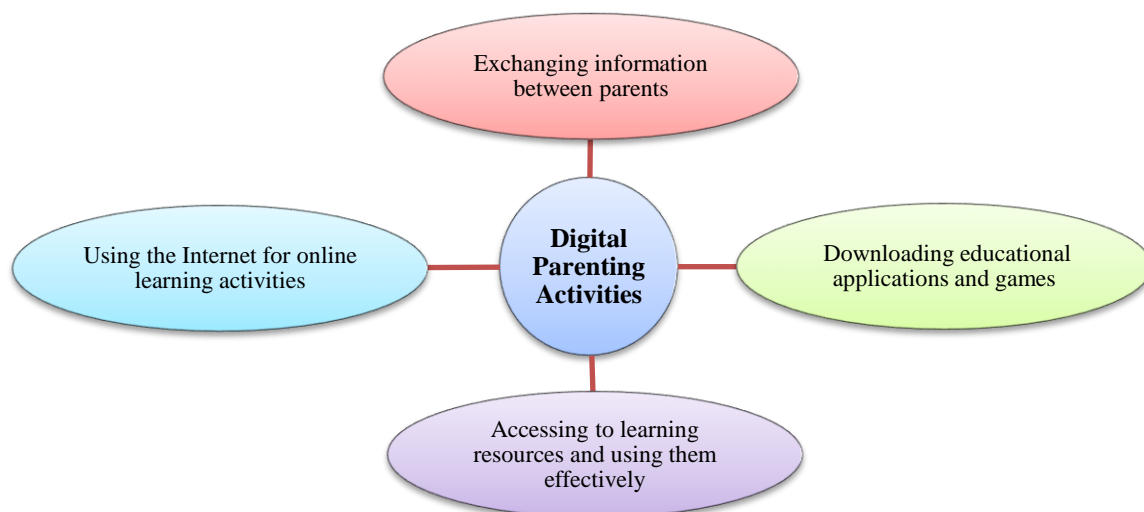 Exchanging information
between parents
Using the Internet for online
learning activities
Digital
Parenting
Activities
Downloading educational
applications and games
Accessing to learning
resources and using them
effectively